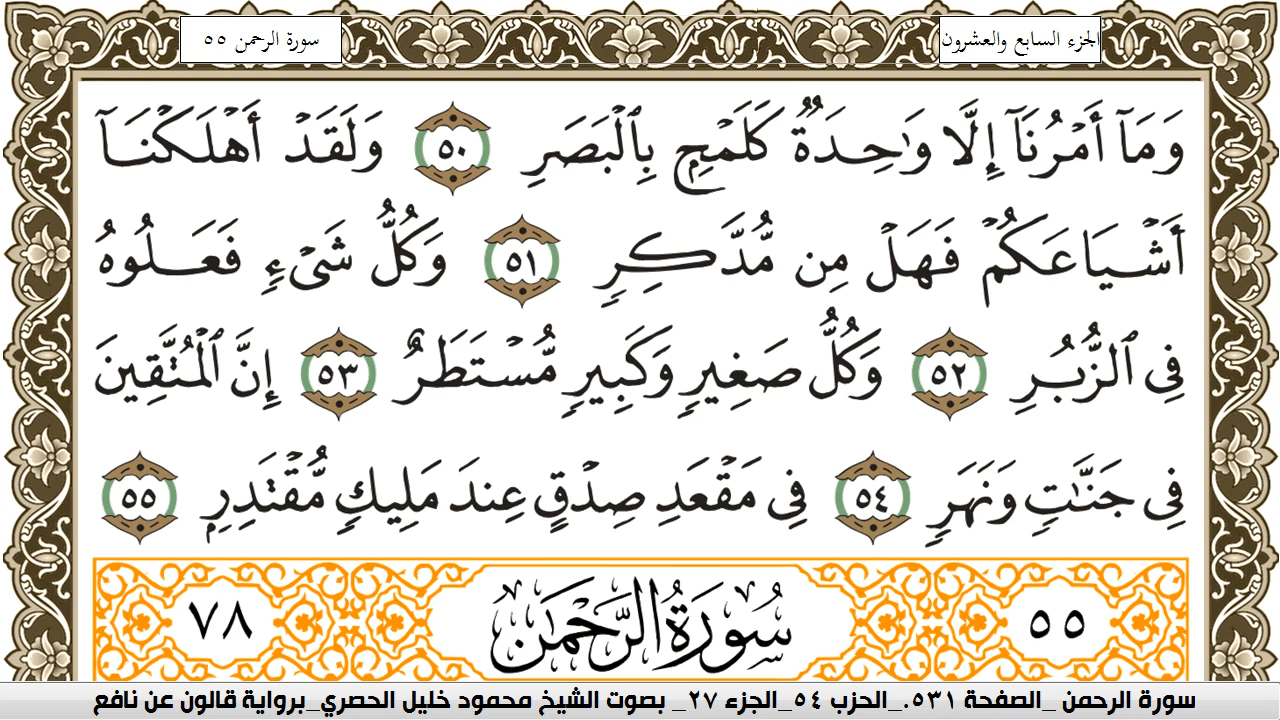 الجزء السابع والعشرون
سورة الرحمن ٥٥
وَمَآ أَمْرُنَآ إِلَّا وَٰحِدَةٌ كَلَمْحٍۭ بِٱلْبَصَرِ ٥٠ وَلَقَدْ أَهْلَكْنَآ
أَشْيَاعَكُمْ فَهَلْ مِن مُّدَّكِرٍ ٥١ وَكُلُّ شَىْءٍ فَعَلُوهُ
فِى ٱلزُّبُرِ ٥٢ وَكُلُّ صَغِيرٍ وَكَبِيرٍ مُّسْتَطَرٌ ٥٣ إِنَّ ٱلْمُتَّقِينَ
فِى جَنَّٰتٍ وَنَهَرٍ ٥٤ فِى مَقْعَدِ صِدْقٍ عِندَ مَلِيكٍ مُّقْتَدِرٍۭ ٥٥
٥٥ سُورَةُ الرَّحْمَٰن ٧٨
سورة الرحمن _الصفحة ٥٣١._الحزب ٥٤_الجزء ٢٧_ بصوت الشيخ محمود خليل الحصري_برواية قالون عن نافع